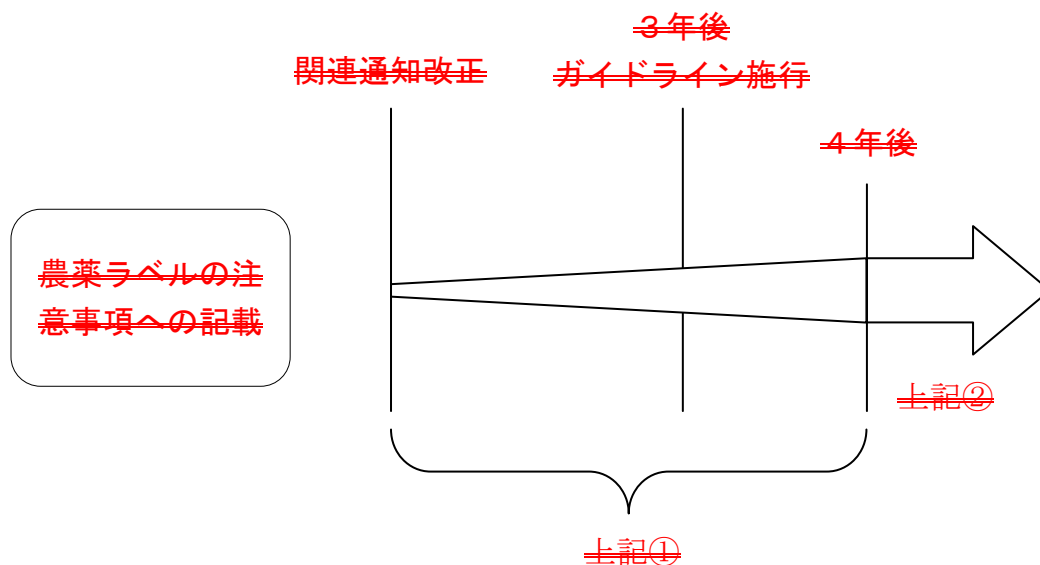 ３年後
関連通知改正
ガイドライン施行
４年後
農薬ラベルの注
意事項への記載
上記②
上記①